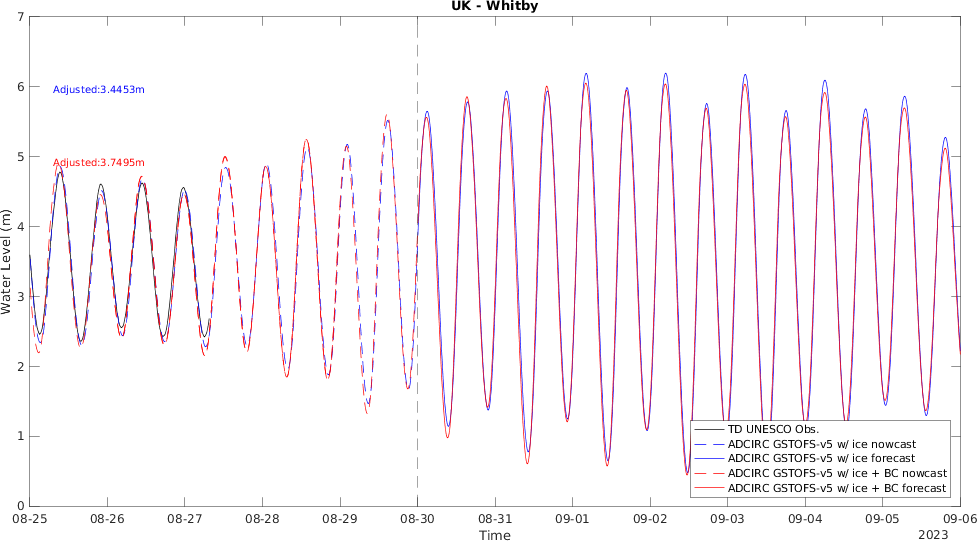 UK - Whitby
7
6
5
4
3
2
1
0
Water Level (m)
Adjusted:3.4453m
Adjusted:3.7495m
TD UNESCO Obs.
ADCIRC GSTOFS-v5 w/ ice nowcast
ADCIRC GSTOFS-v5 w/ ice forecast
ADCIRC GSTOFS-v5 w/ ice + BC nowcast
ADCIRC GSTOFS-v5 w/ ice + BC forecast
08-25 08-26 08-27 08-28 08-29 08-30 08-31 09-01 09-02 09-03 09-04 09-05 09-06
Time
2023